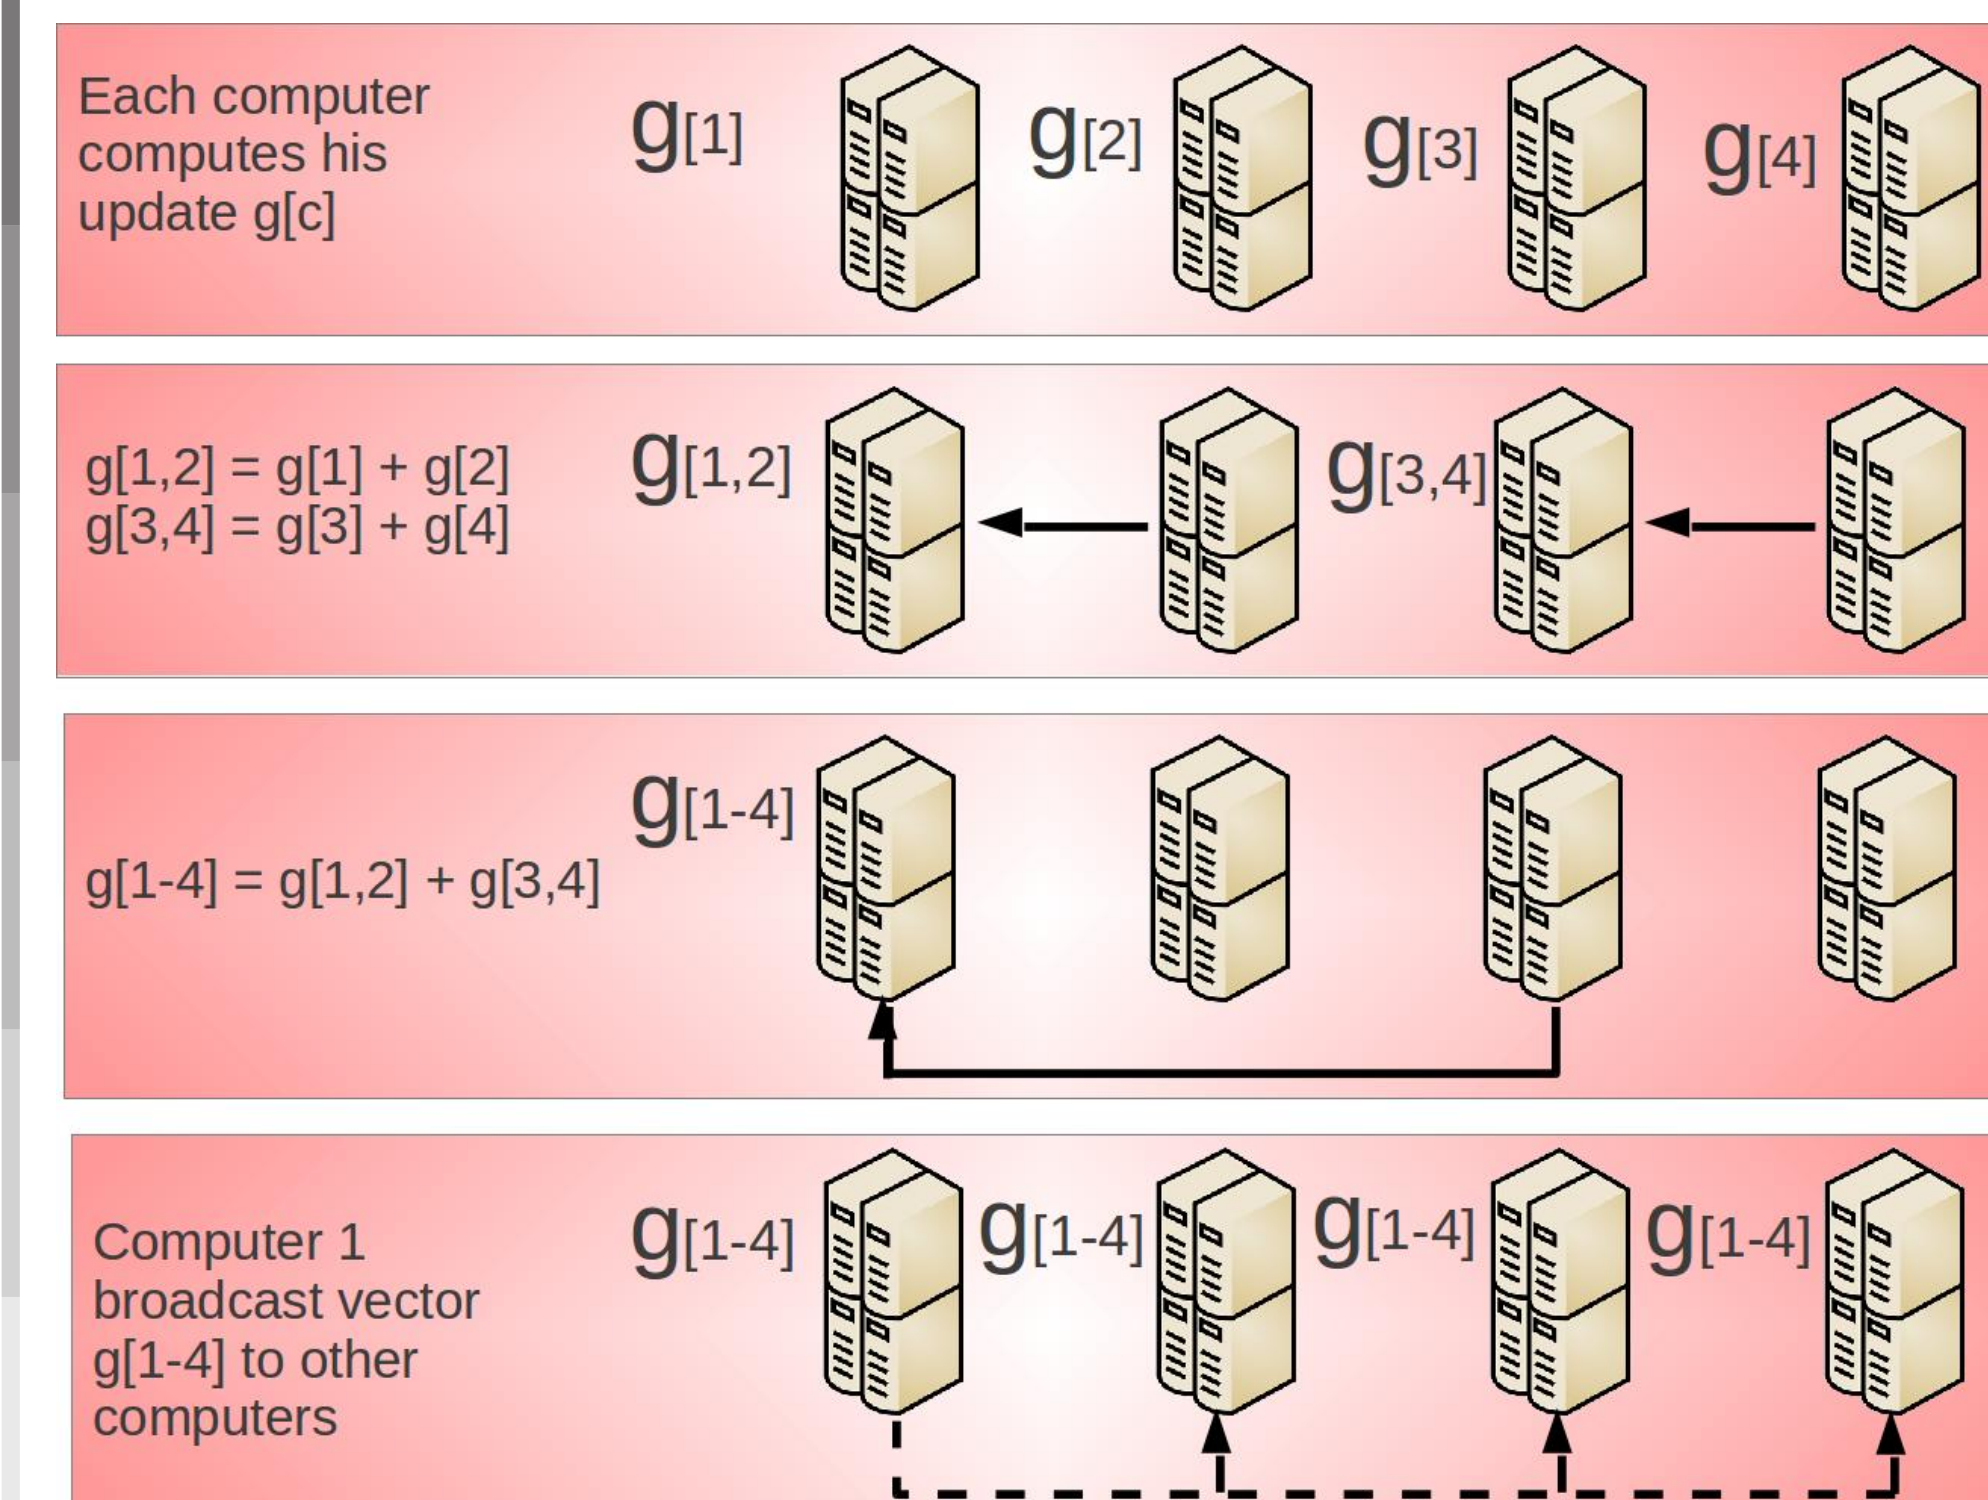 Each computer
computes his
update g[c]
g[1]
g[2]
g[3]
g[4]
g[1,2] = g[1] + g[2]
g[3,4] = g[3] + g[4]
g[1,2]
g[3,4]
g[1-4]
g[1-4] = g[1,2] + g[3,4]
Computer 1
broadcast vector
g[1-4] to other
computers
g[1-4]
g[1-4]
g[1-4]
g[1-4]